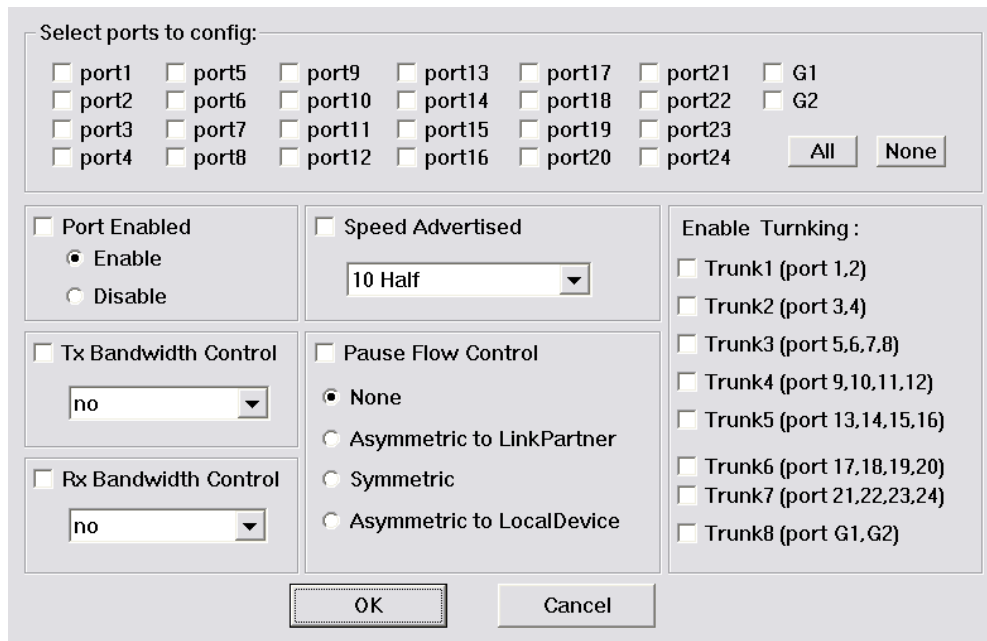 Select ports to config:
port1 port5 port9 port13 port17 port21 G1
port2 port6 port10 port14 port18 port22 G2
port3 port7 port11 port15 port19 port23
port4 port8 port12 port16 port20 port24
All None
Port Enabled
Enable
Disable
Speed Advertised
10 Half
Enable Turnking :
Trunk1 (port 1,2)
Trunk2 (port 3,4)
Trunk3 (port 5,6,7,8)
Trunk4 (port 9,10,11,12)
Trunk5 (port 13,14,15,16)
Trunk6 (port 17,18,19,20)
Trunk7 (port 21,22,23,24)
Trunk8 (port G1,G2)
Tx Bandwidth Control
no
Pause Flow Control
None
Asymmetric to LinkPartner
Symmetric
Asymmetric to LocalDevice
Rx Bandwidth Control
no
OK Cancel